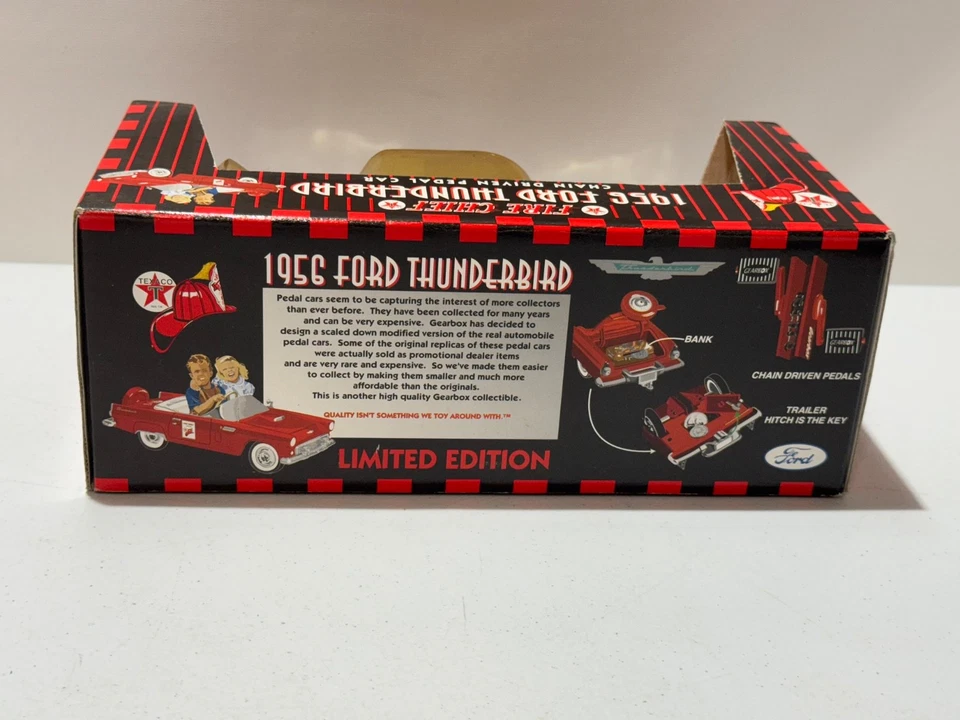 1956 FORD THUNDERBIRD
CHAIN DRIVEN PEDAL CAR
FIRE CHIEF
TEXACO
1956 FORD THUNDERBIRD
Pedal cars seem to be capturing the interest of more collectors
than ever before. They have been collected for many years
and can be very expensive. Gearbox has decided to
design a scaled down modified version of the real automobile
pedal cars. Some of the original replicas of these pedal cars
were actually sold as promotional dealer items
and are very rare and expensive. So we've made them easier
to collect by making them smaller and much more
affordable than the originals.
This is another high quality Gearbox collectible.
QUALITY ISN'T SOMETHING WE TOY AROUND WITH.™
LIMITED EDITION
Thunderbird
BANK
GEARBOX
GEARBOX
CHAIN DRIVEN PEDALS
TRAILER
HITCH IS THE KEY
Ford